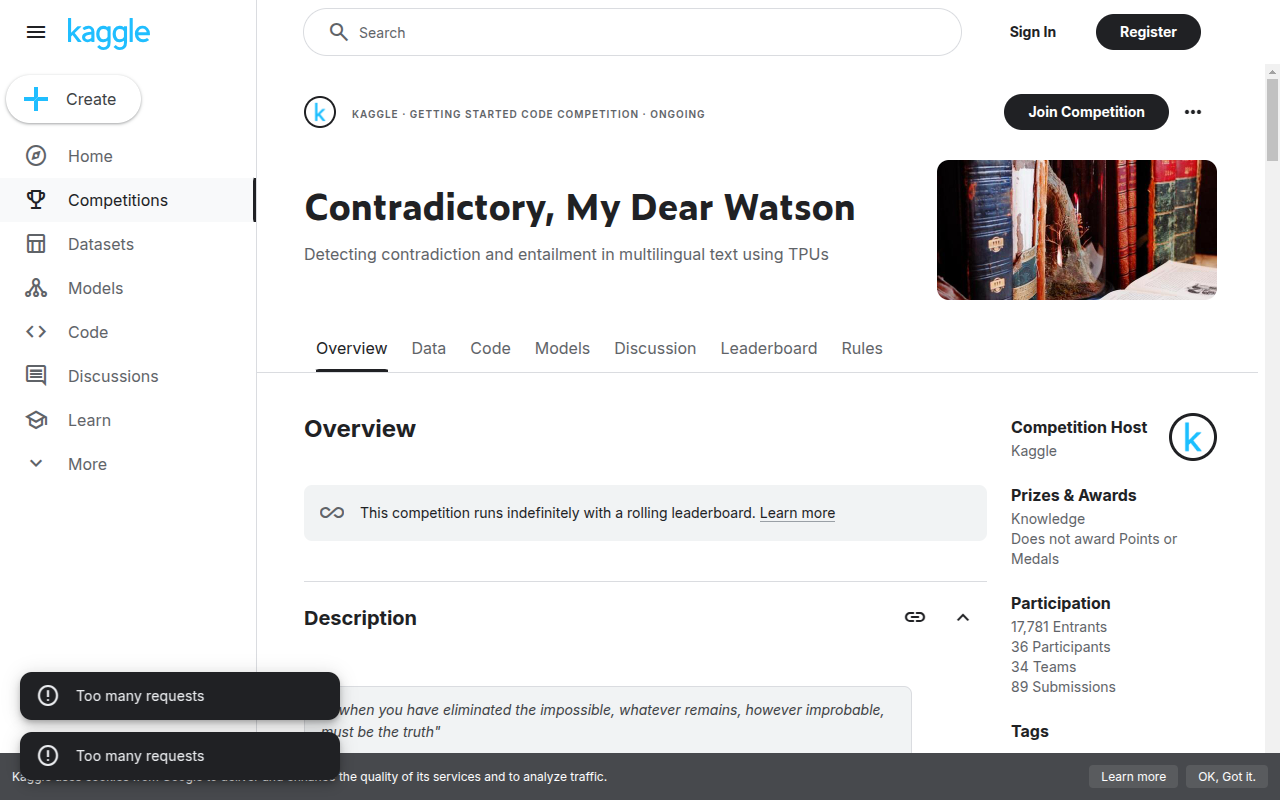 kaggle
Search
Sign In
Register
Create
Home
Competitions
Datasets
Models
Code
Discussions
Learn
More
KAGGLE · GETTING STARTED CODE COMPETITION · ONGOING
Join Competition
Contradictory, My Dear Watson
Detecting contradiction and entailment in multilingual text using TPUs
Overview
Data
Code
Models
Discussion
Leaderboard
Rules
Overview
This competition runs indefinitely with a rolling leaderboard. Learn more
Description
when you have eliminated the impossible, whatever remains, however improbable,
must be the truth"
Competition Host
Kaggle
Prizes & Awards
Knowledge
Does not award Points or
Medals
Participation
17,781 Entrants
36 Participants
34 Teams
89 Submissions
Tags
Too many requests
Too many requests
the quality of its services and to analyze traffic.
Learn more
OK, Got it.